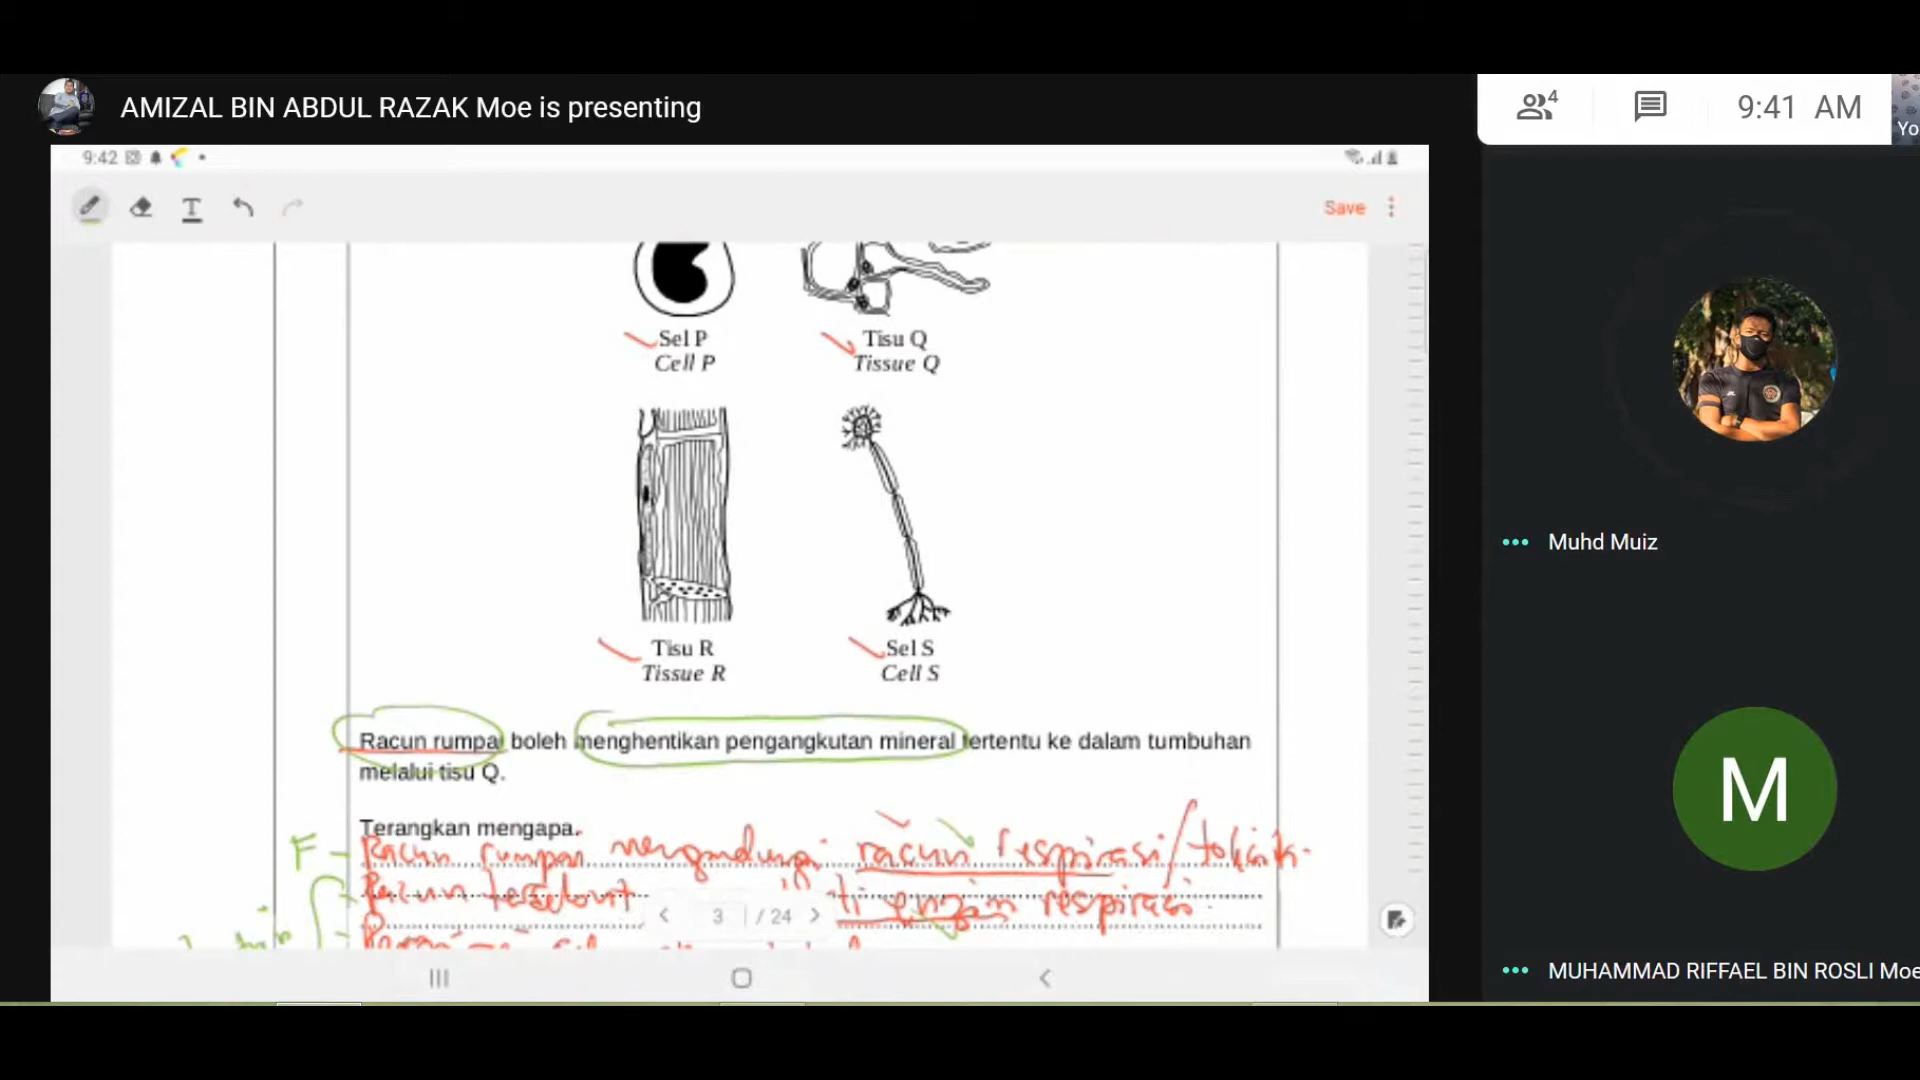 AMIZAL BIN ABDUL RAZAK Moe is presenting
4
9:41 AM
Yo
9:42
T
Save
Sel P
Cell P
Tisu Q
Tissue Q
Tisu R
Tissue R
Sel S
Cell S
Racun rumpai boleh menghentikan pengangkutan mineral tertentu ke dalam tumbuhan
melalui tisu Q.
Terangkan mengapa.
F - Racun rumpai mengandungi racun respirasi/toksik.
- Racun tersebut enzim respirasi
3 / 24
Muhd Muiz
M
MUHAMMAD RIFFAEL BIN ROSLI Moe